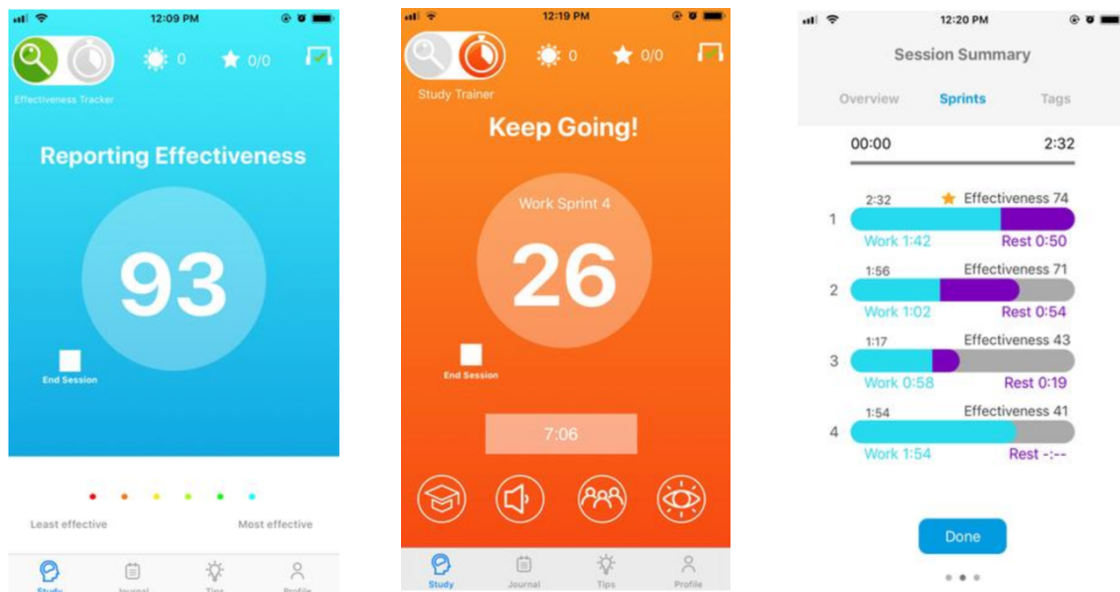 12:09 PM
0
0/0
Effectiveness Tracker
Reporting Effectiveness
93
End Session
Least effective
Most effective
Study
Journal
Tips
Profile
12:19 PM
0
0/0
Study Trainer
Keep Going!
Work Sprint 4
26
End Session
7:06
Study
Journal
Tips
Profile
12:20 PM
Session Summary
Overview Sprints Tags
00:00 2:32
2:32 Effectiveness 74
1
Work 1:42 Rest 0:50
1:56 Effectiveness 71
2
Work 1:02 Rest 0:54
1:17 Effectiveness 43
3
Work 0:58 Rest 0:19
1:54 Effectiveness 41
4
Work 1:54 Rest -:--
Done